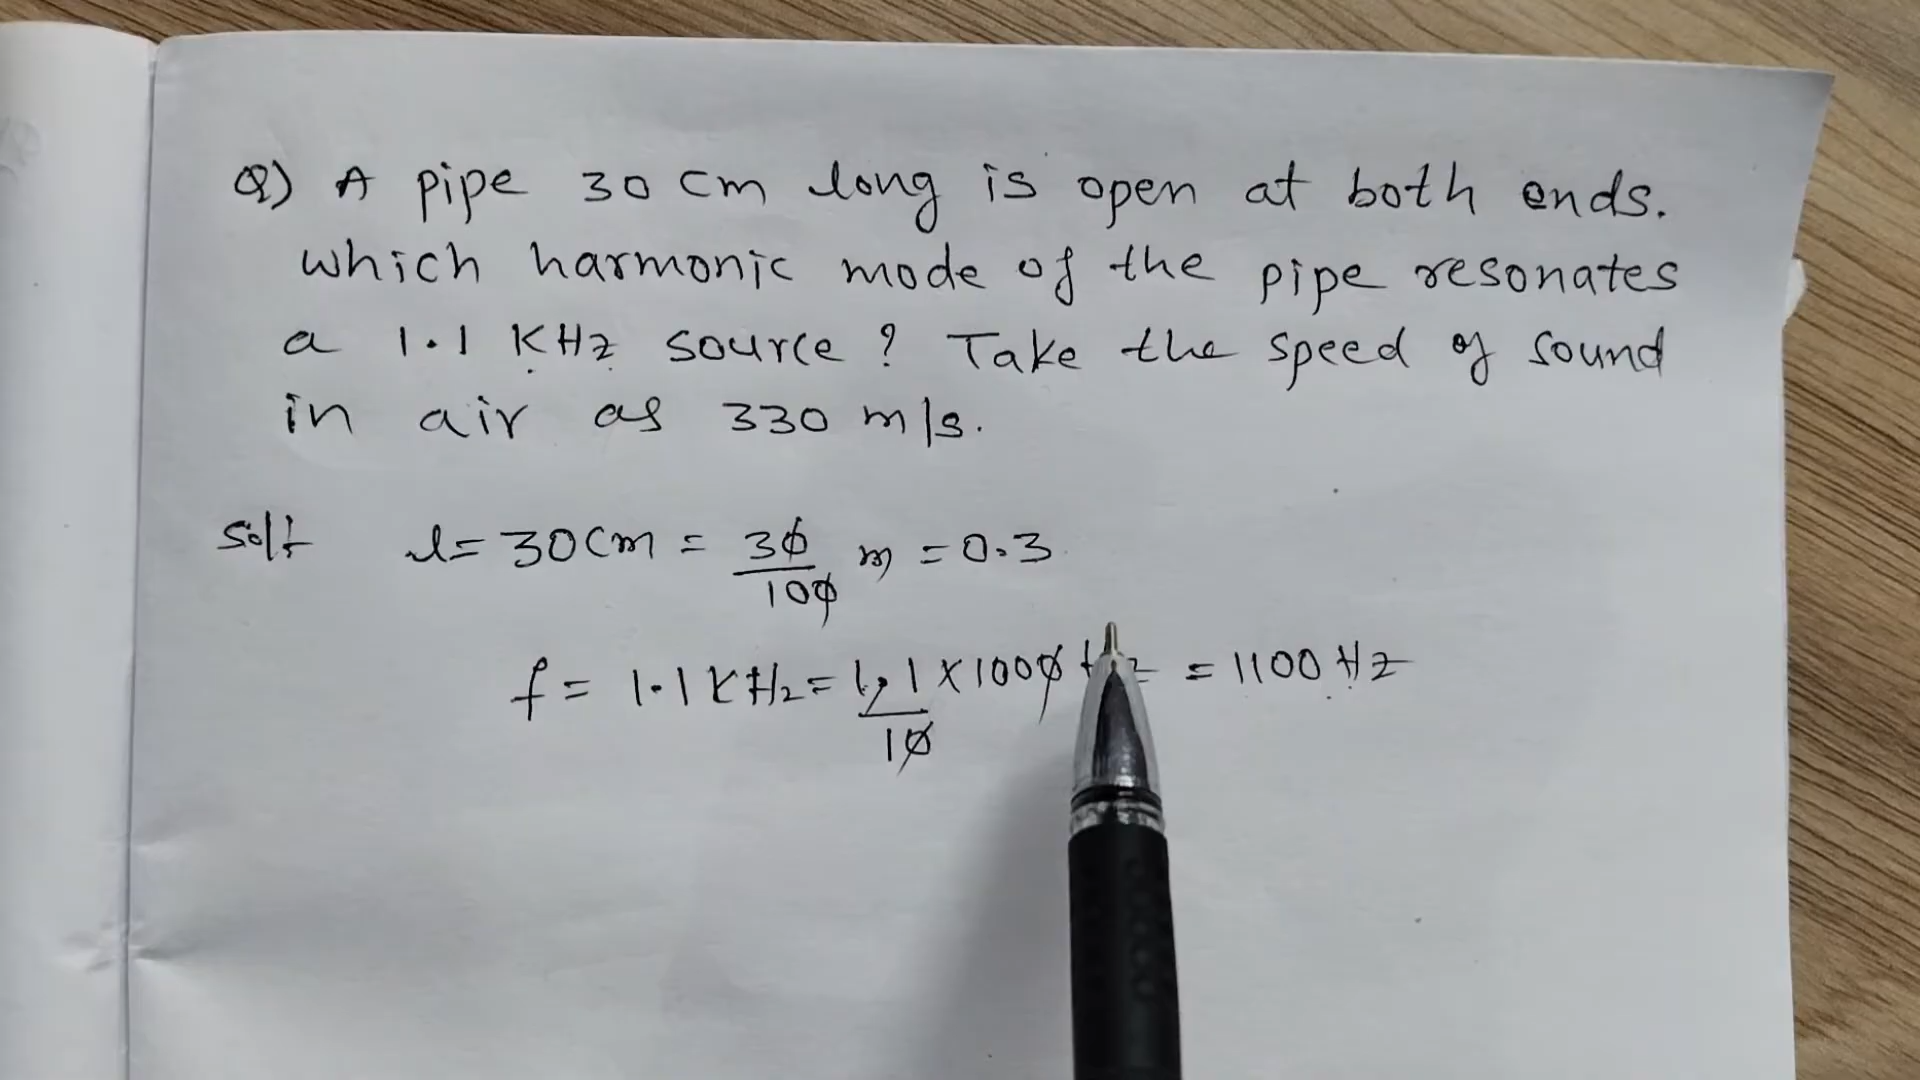 Q) A pipe 30 cm long is open at both ends.
which harmonic mode of the pipe resonates
a 1.1 KHz source ? Take the speed of sound
in air as 330 m/s.
l = 30 cm = 30/100 m = 0.3
f = 1.1 KHz = 1.1/10 × 1000 = 1100 Hz